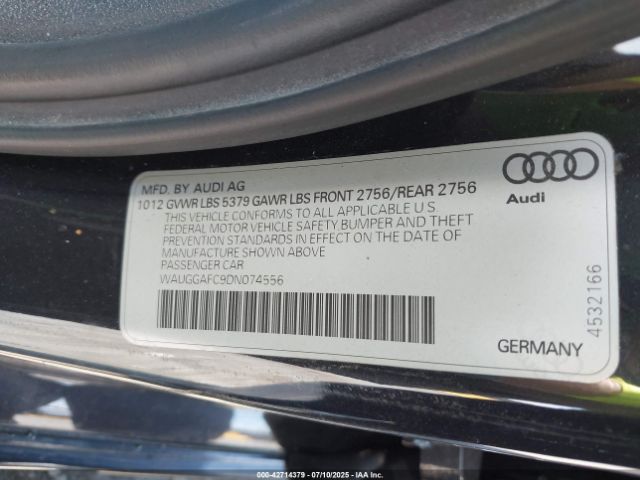 MFD. BY AUDI AG
1012 GVWR LBS 5379 GAWR LBS FRONT 2756/REAR 2756
THIS VEHICLE CONFORMS TO ALL APPLICABLE U.S.
FEDERAL MOTOR VEHICLE SAFETY BUMPER AND THEFT
PREVENTION STANDARDS IN EFFECT ON THE DATE OF
MANUFACTURE SHOWN ABOVE
PASSENGER CAR
WAUGGAFC9DN074556
Audi
4532166
GERMANY
000-42714379 | 07/10/2025 | IAA Inc. | Copart